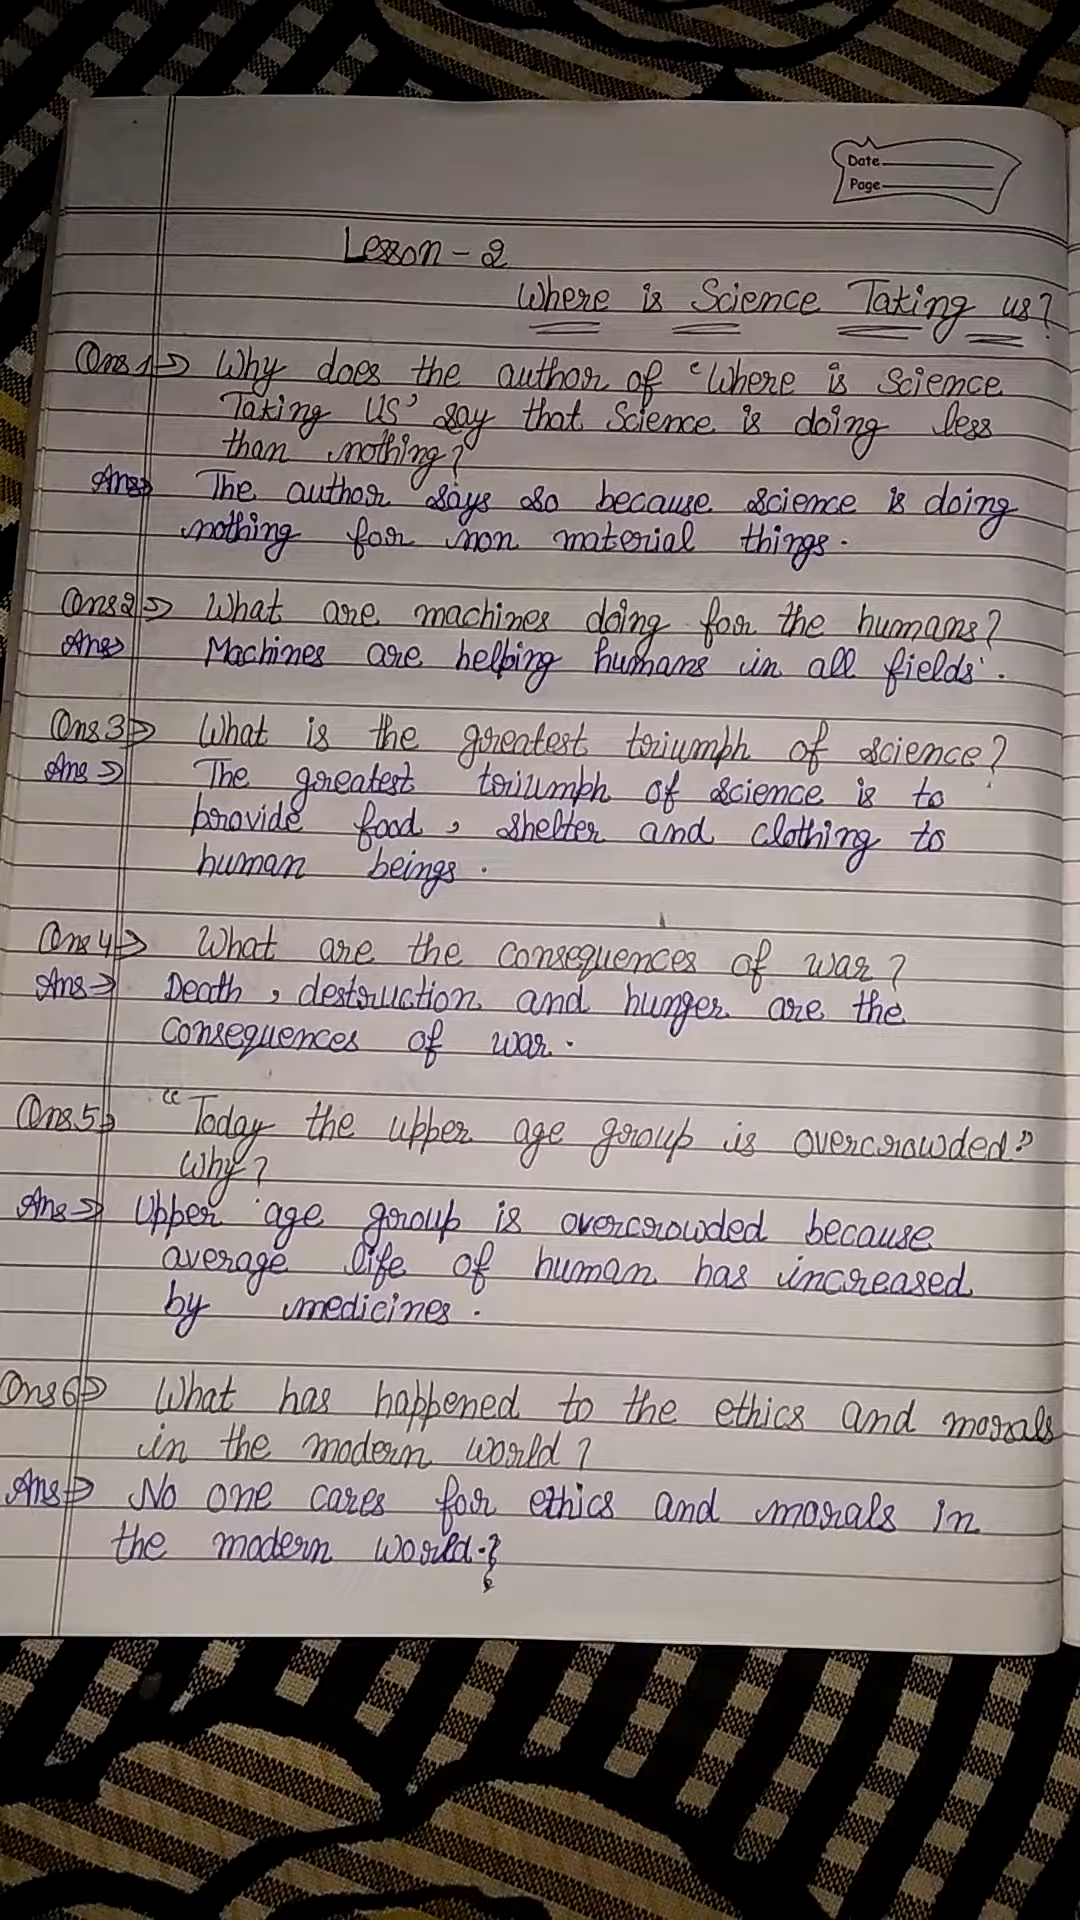 Date
Page
Lesson - 2
Where is Science Taking us?
Qns 1=> Why does the author of 'Where is Science
Taking US' say that Science is doing less
than nothing?
Ans=> The author says so because science is doing
nothing for non material things.
Qns 2=> What are machines doing for the humans?
Ans=> Machines are helping humans in all fields.
Qns 3=> What is the greatest triumph of science?
Ans=> The greatest triumph of science is to
provide food, shelter and clothing to
human beings.
Qns 4=> What are the consequences of war?
Ans=> Death, destruction and hunger are the
consequences of war.
Qns 5=> "Today the upper age group is overcrowded"
Why?
Ans=> Upper age group is overcrowded because
average life of human has increased
by medicines.
Qns 6=> What has happened to the ethics and morals
in the modern world?
Ans=> No one cares for ethics and morals in
the modern world.